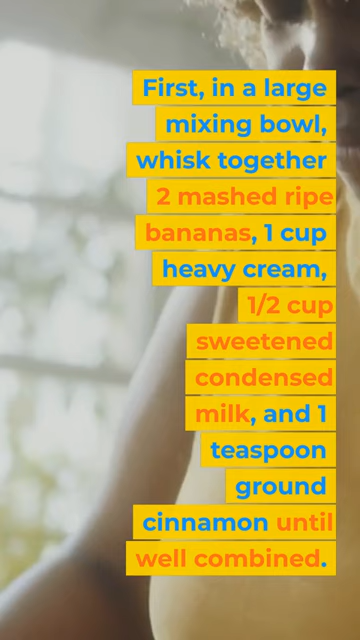 First, in a large
mixing bowl,
whisk together
2 mashed ripe
bananas, 1 cup
heavy cream,
1/2 cup
sweetened
condensed
milk, and 1
teaspoon
ground
cinnamon until
well combined.